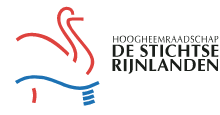 HOOGHEEMRAADSCHAP
DE STICHTSE
RIJNLANDEN